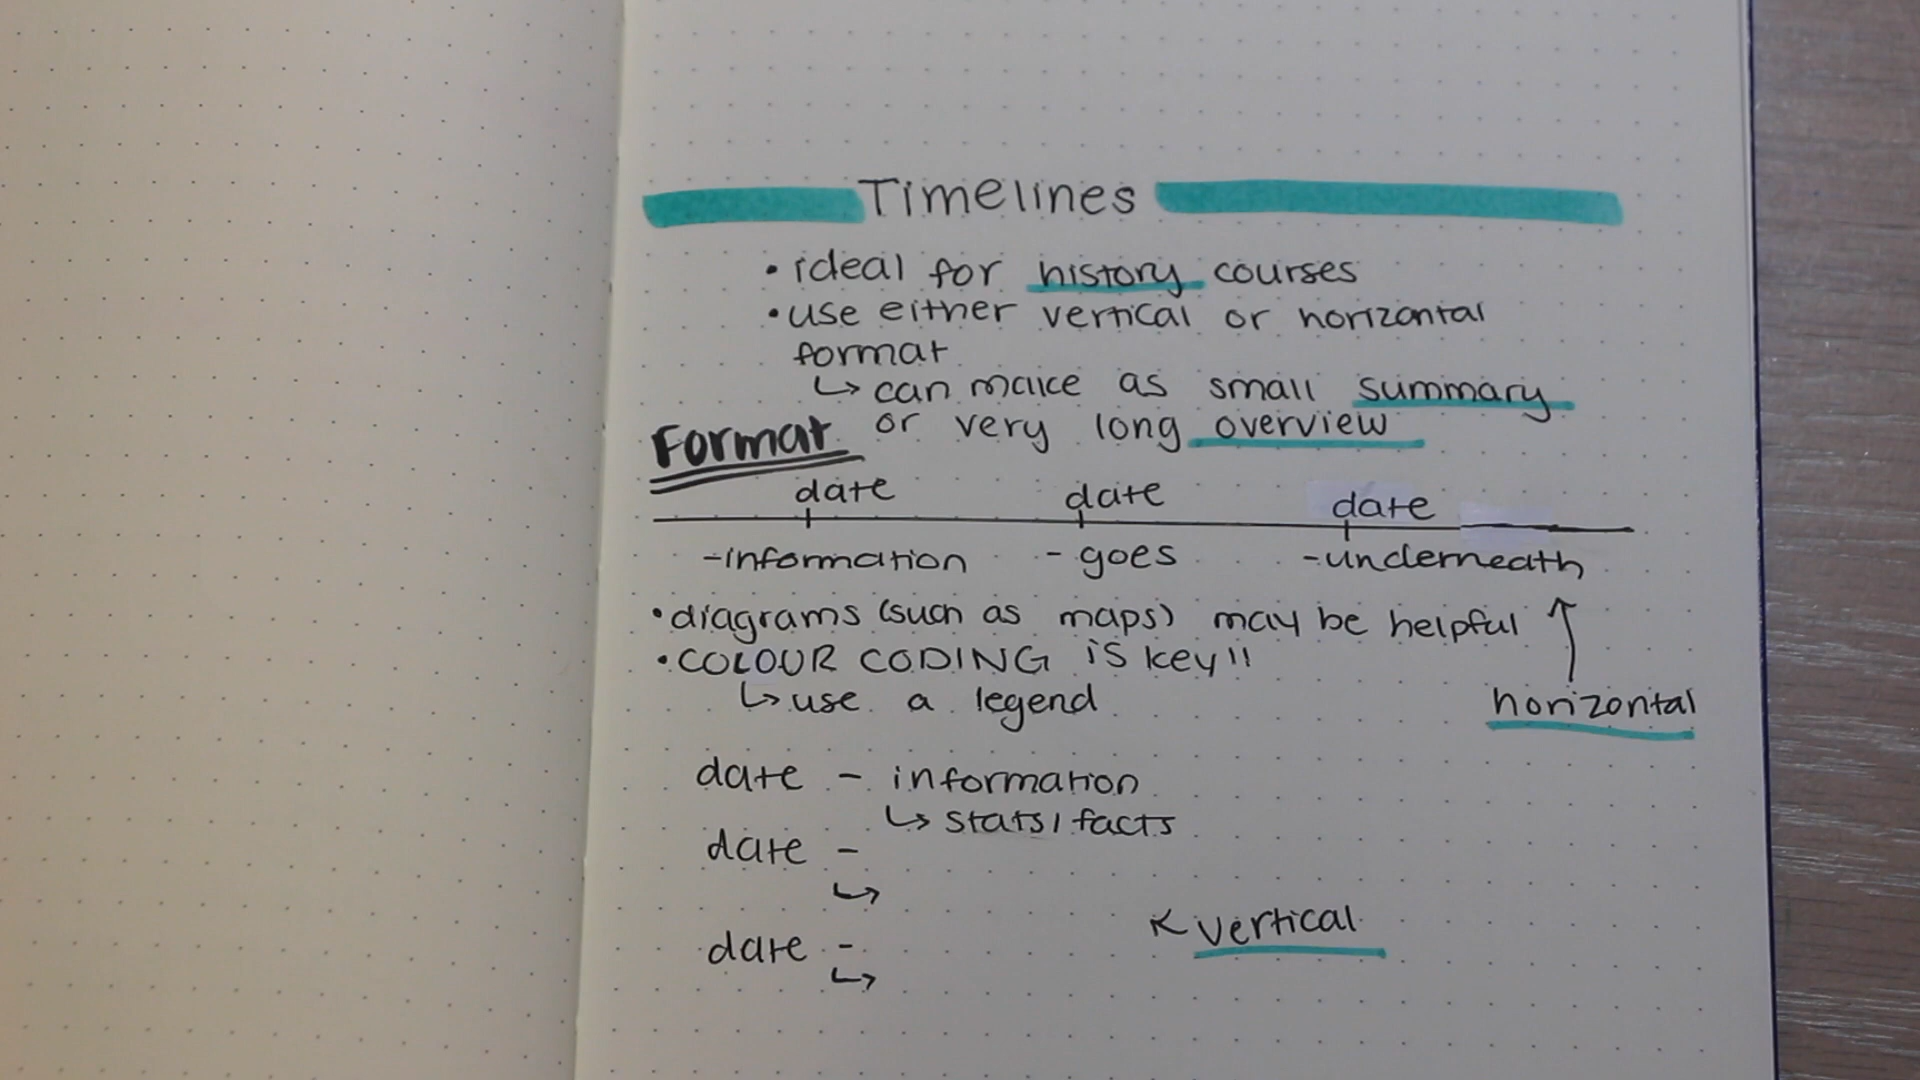 Timelines
• ideal for history courses
• use either vertical or horizontal
format
↳ can make as small summary
or very long overview
Format
date date date
-information - goes -underneath
• diagrams (such as maps) may be helpful ↑
• COLOUR CODING is key!!
↳ use a legend
horizontal
date - information
↳ stats/facts
date -
↳
↖ vertical
date -
↳